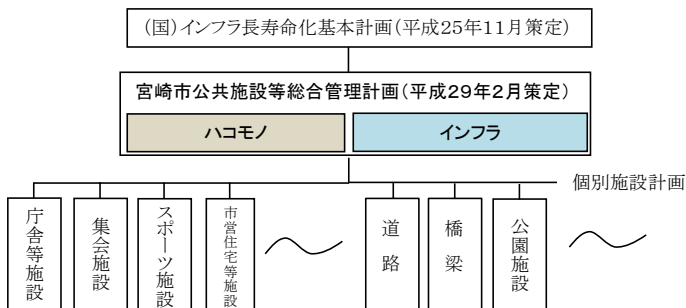 (国)インフラ長寿命化基本計画(平成25年11月策定)
宮崎市公共施設等総合管理計画(平成29年2月策定)
ハコモノ
インフラ
個別施設計画
庁舎等施設
集会施設
スポーツ施設
市営住宅等施設
道路
橋梁
公園施設